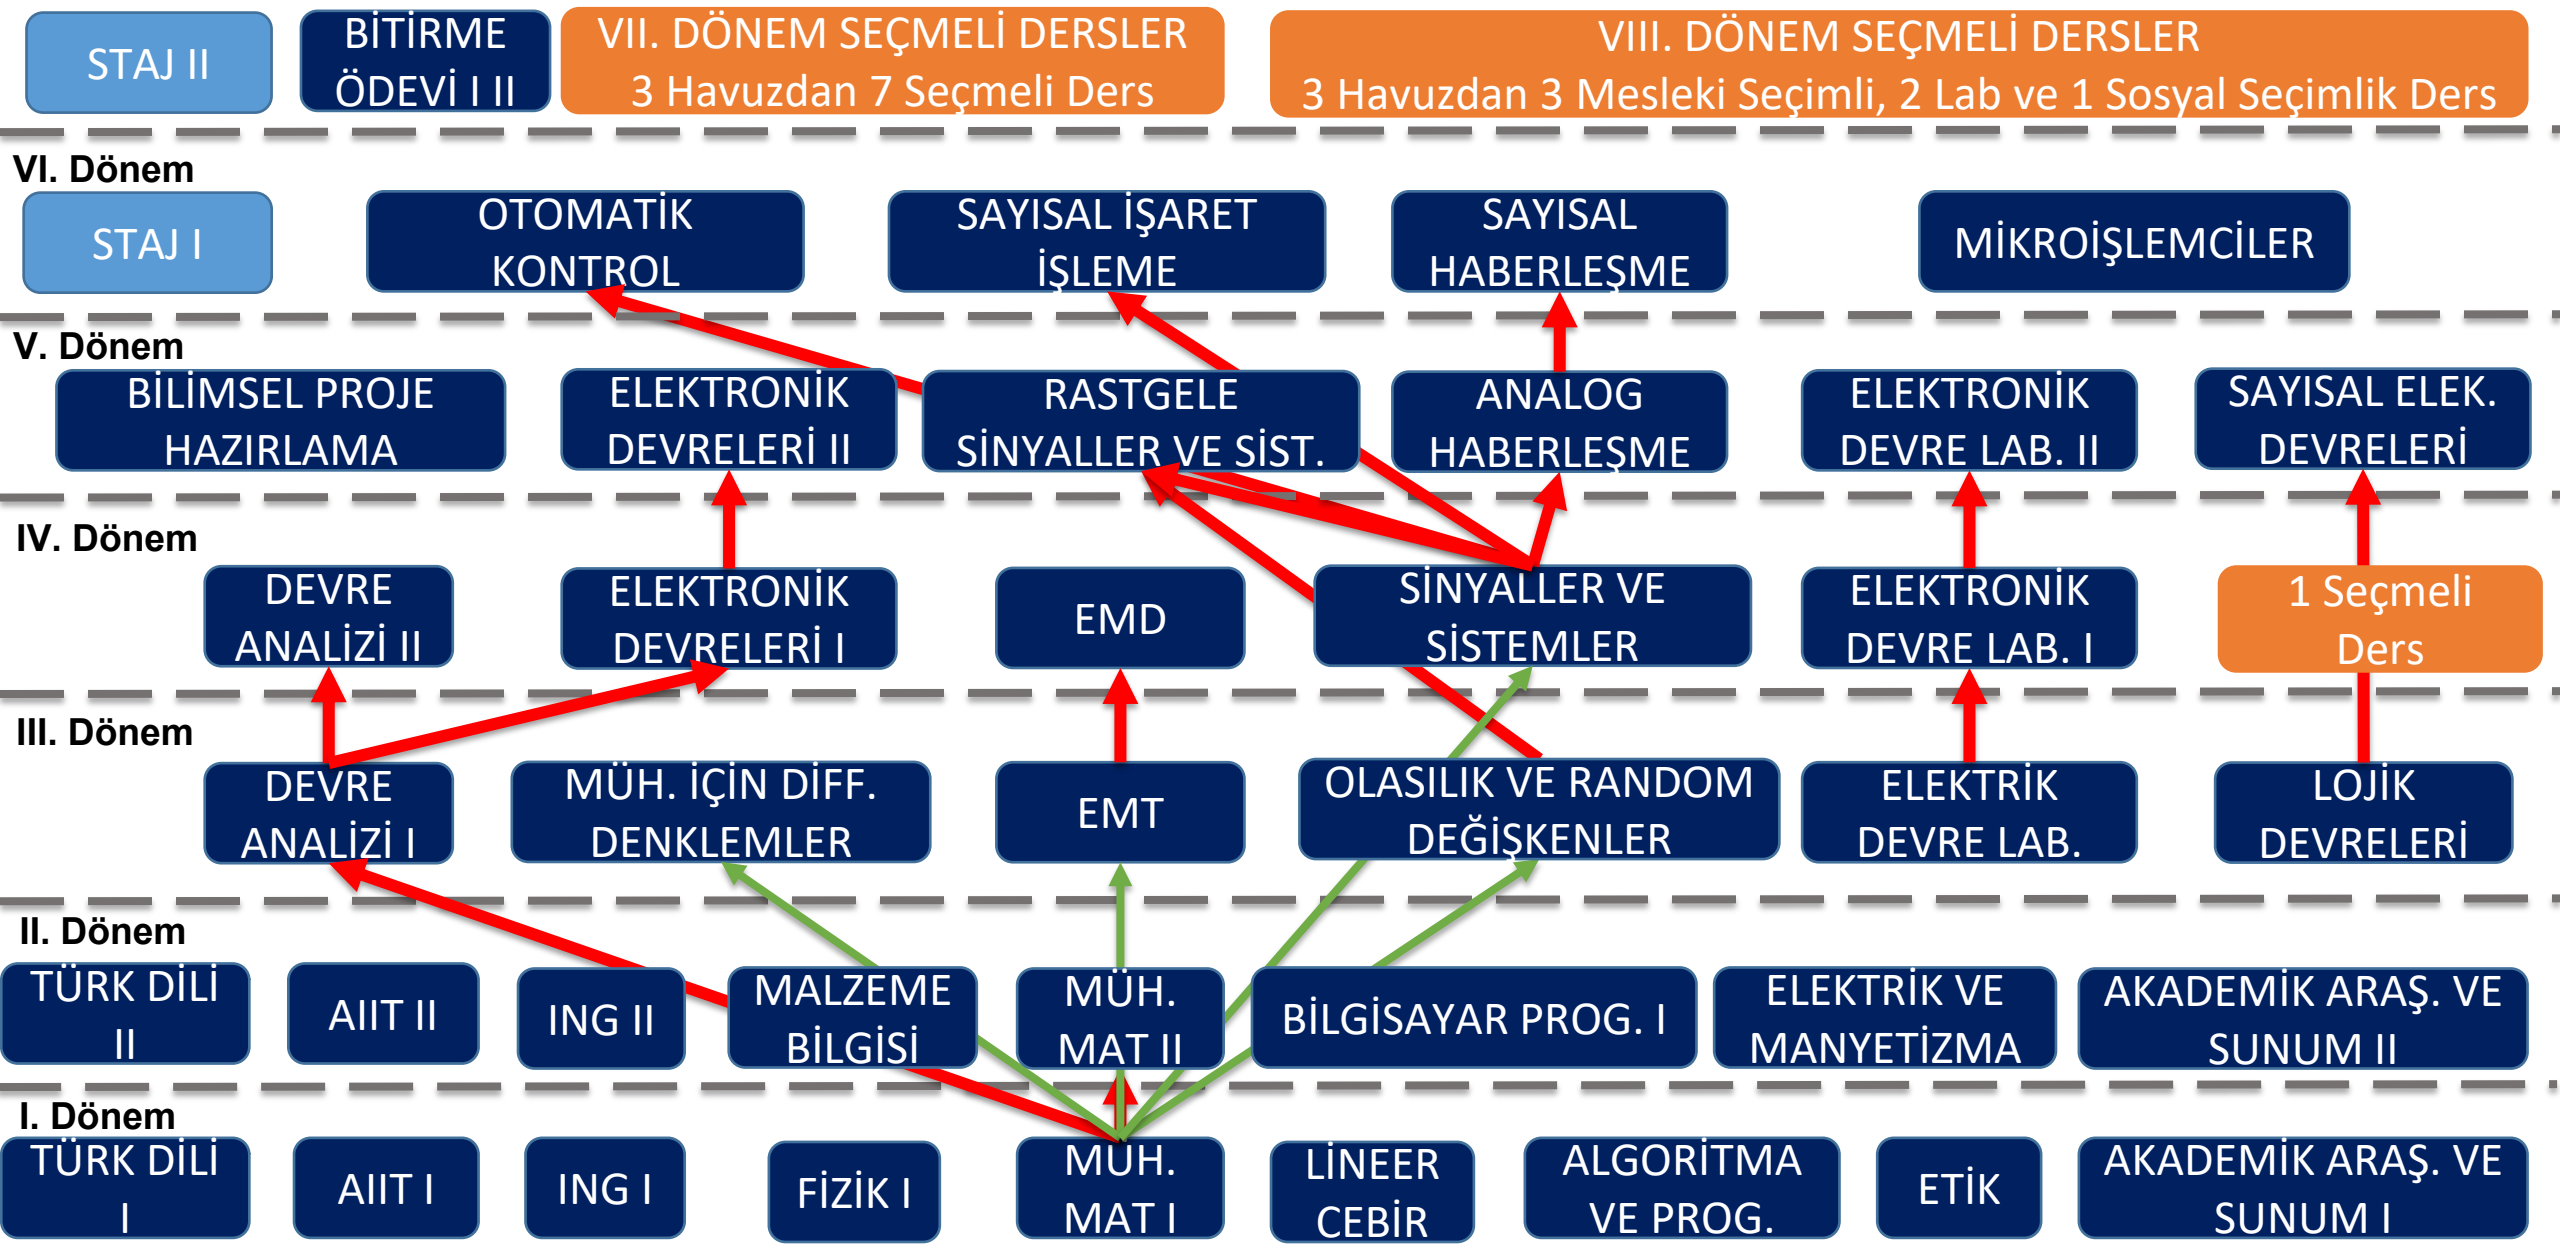 STAJ II
BİTİRME
ÖDEVİ I II
VII. DÖNEM SEÇMELİ DERSLER
3 Havuzdan 7 Seçmeli Ders
VIII. DÖNEM SEÇMELİ DERSLER
3 Havuzdan 3 Mesleki Seçimli, 2 Lab ve 1 Sosyal Seçimlik Ders
VI. Dönem
STAJ I
OTOMATİK
KONTROL
SAYISAL İŞARET
İŞLEME
SAYISAL
HABERLEŞME
MİKROİŞLEMCİLER
V. Dönem
BİLİMSEL PROJE
HAZIRLAMA
ELEKTRONİK
DEVRELERİ II
RASTGELE
SİNYALLER VE SİST.
ANALOG
HABERLEŞME
ELEKTRONİK
DEVRE LAB. II
SAYISAL ELEK.
DEVRELERİ
IV. Dönem
DEVRE
ANALİZİ II
ELEKTRONİK
DEVRELERİ I
EMD
SİNYALLER VE
SİSTEMLER
ELEKTRONİK
DEVRE LAB. I
1 Seçmeli
Ders
III. Dönem
DEVRE
ANALİZİ I
MÜH. İÇİN DİFF.
DENKLEMLER
EMT
OLASILIK VE RANDOM
DEĞİŞKENLER
ELEKTRİK
DEVRE LAB.
LOJİK
DEVRELERİ
II. Dönem
TÜRK DİLİ
II
AIIT II
ING II
MALZEME
BİLGİSİ
MÜH.
MAT II
BİLGİSAYAR PROG. I
ELEKTRİK VE
MANYETİZMA
AKADEMİK ARAŞ. VE
SUNUM II
I. Dönem
TÜRK DİLİ
I
AIIT I
ING I
FİZİK I
MÜH.
MAT I
LİNEER
CEBİR
ALGORİTMA
VE PROG.
ETİK
AKADEMİK ARAŞ. VE
SUNUM I